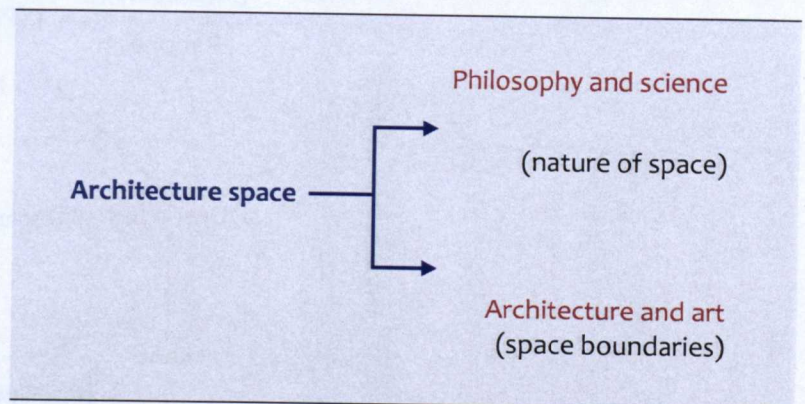 Philosophy and science
(nature of space)
Architecture space
Architecture and art
(space boundaries)